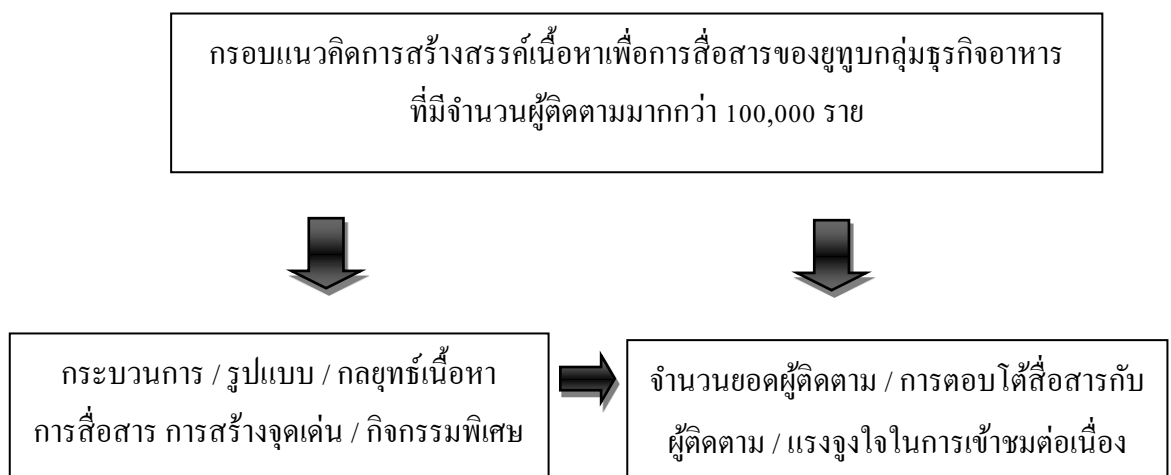 กรอบแนวคิดการสร้างสรรค์เนื้อหาเพื่อการสื่อสารของยูทูบกลุ่มธุรกิจอาหาร
ที่มีจำนวนผู้ติดตามมากกว่า 100,000 ราย
กระบวนการ / รูปแบบ / กลยุทธ์เนื้อหา
การสื่อสาร การสร้างจุดเด่น / กิจกรรมพิเศษ
จำนวนยอดผู้ติดตาม / การตอบโต้สื่อสารกับ
ผู้ติดตาม / แรงจูงใจในการเข้าชมต่อเนื่อง